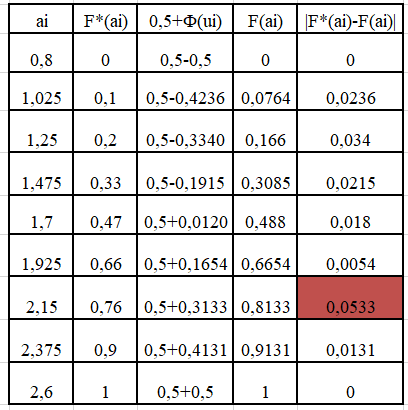 ai F*(ai) 0,5+Φ(ui) F(ai) |F*(ai)-F(ai)|
0,8 0 0,5-0,5 0 0
1,025 0,1 0,5-0,4236 0,0764 0,0236
1,25 0,2 0,5-0,3340 0,166 0,034
1,475 0,33 0,5-0,1915 0,3085 0,0215
1,7 0,47 0,5+0,0120 0,488 0,018
1,925 0,66 0,5+0,1654 0,6654 0,0054
2,15 0,76 0,5+0,3133 0,8133 0,0533
2,375 0,9 0,5+0,4131 0,9131 0,0131
2,6 1 0,5+0,5 1 0